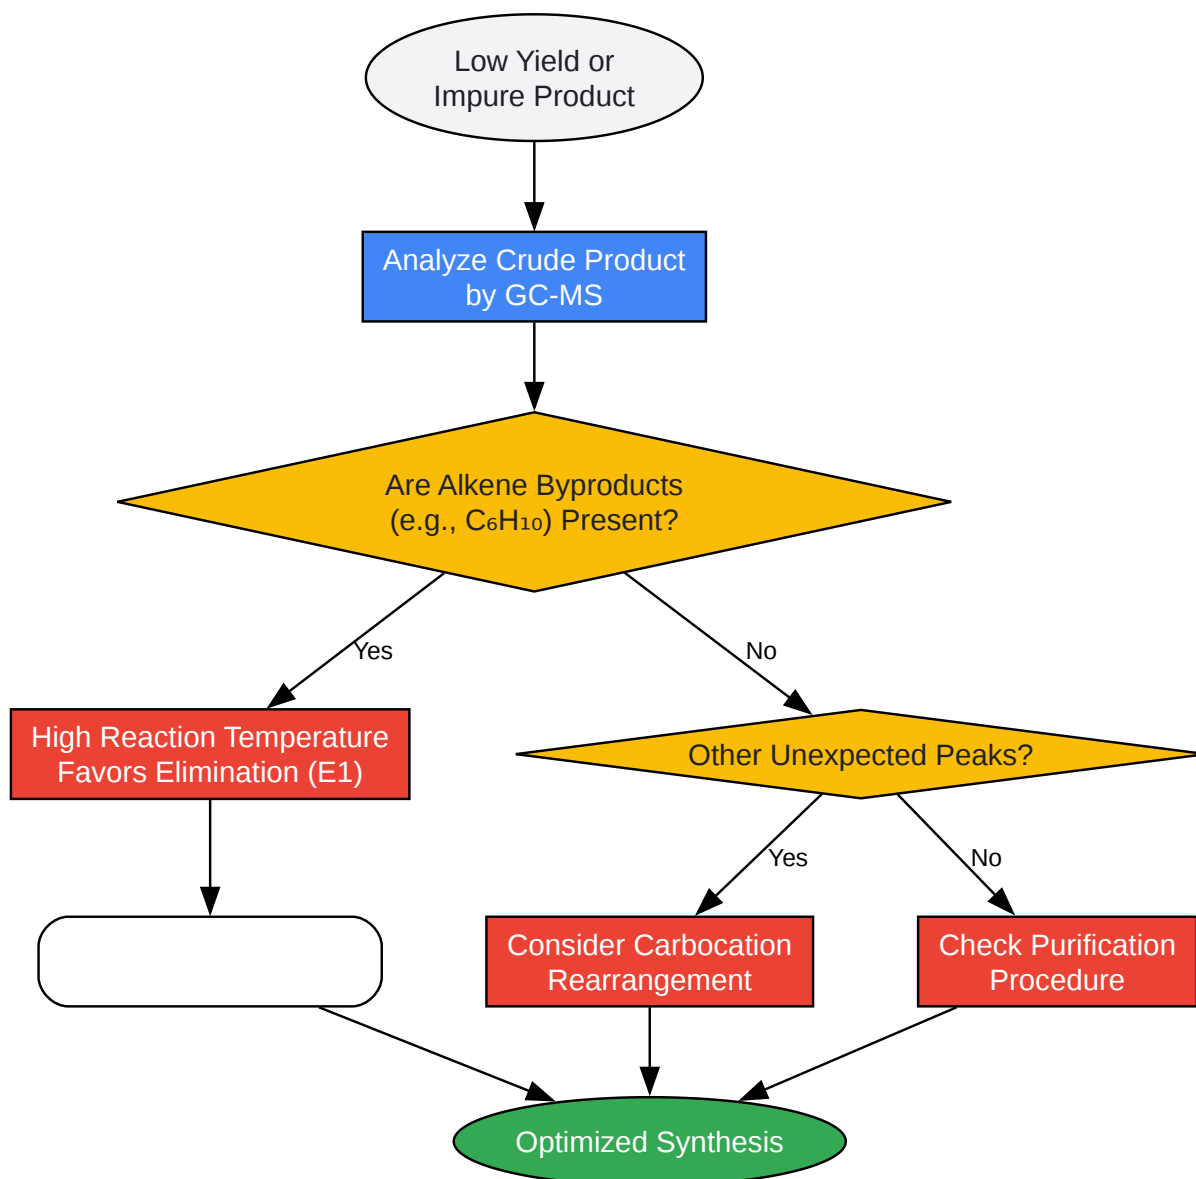 Low Yield or
Impure Product
Analyze Crude Product
by GC-MS
Are Alkene Byproducts
(e.g., C₆H₁₀) Present?
Yes
No
High Reaction Temperature
Favors Elimination (E1)
Other Unexpected Peaks?
Yes
No
Consider Carbocation
Rearrangement
Check Purification
Procedure
Optimized Synthesis